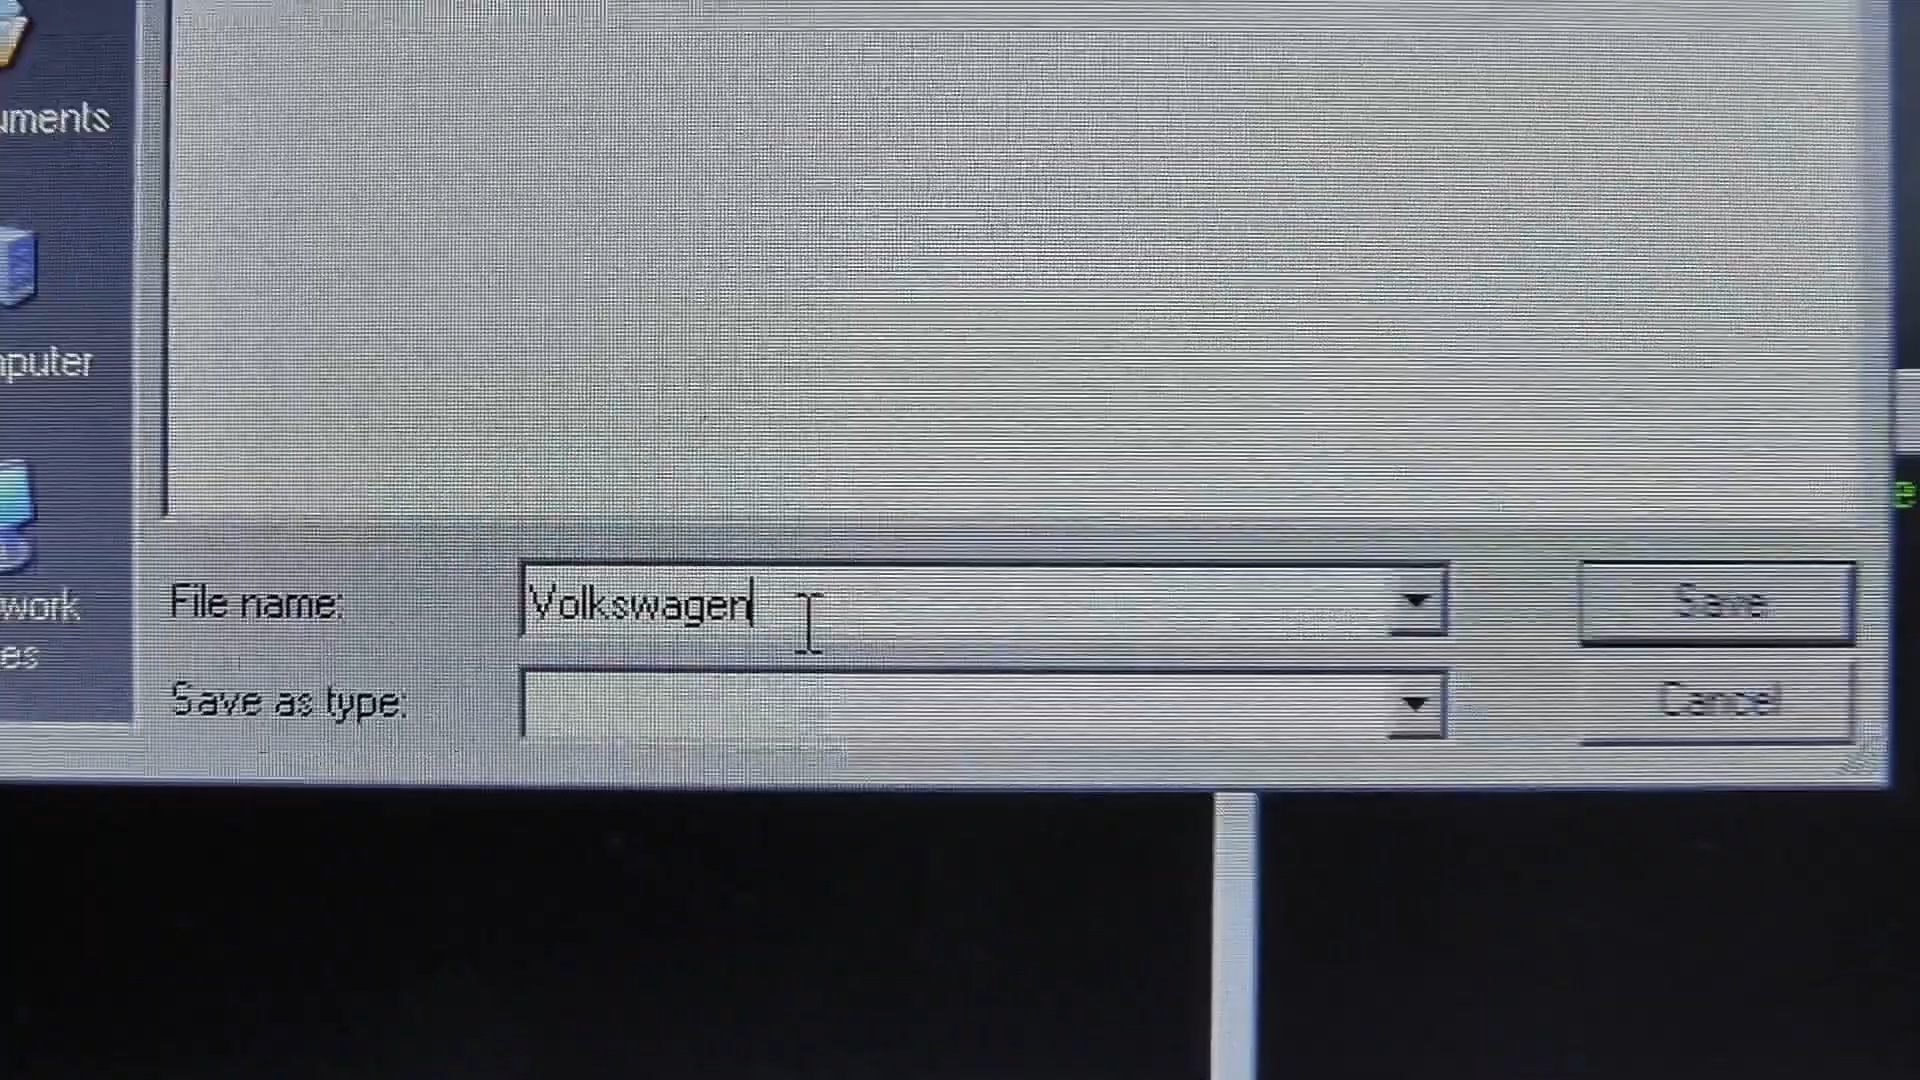 uments
puter
work
es
File name:
Volkswagen
Save
Save as type:
Cancel
e